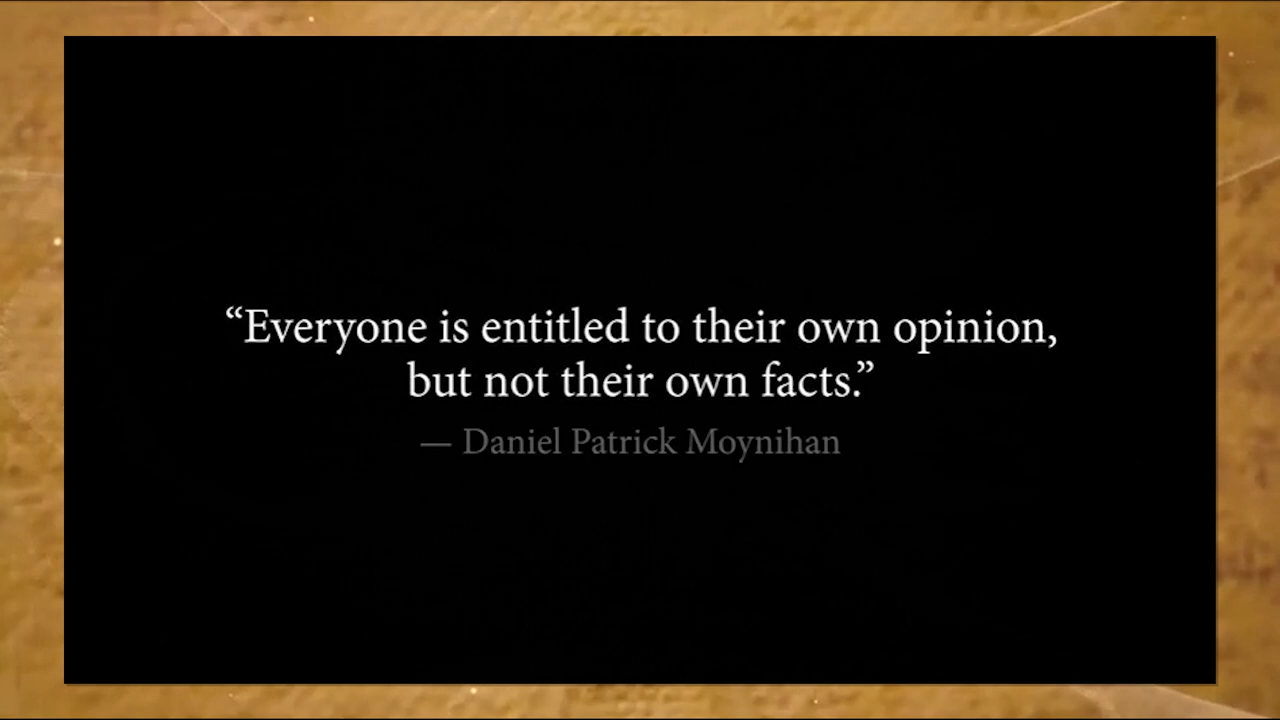 “Everyone is entitled to their own opinion,
but not their own facts.”
— Daniel Patrick Moynihan